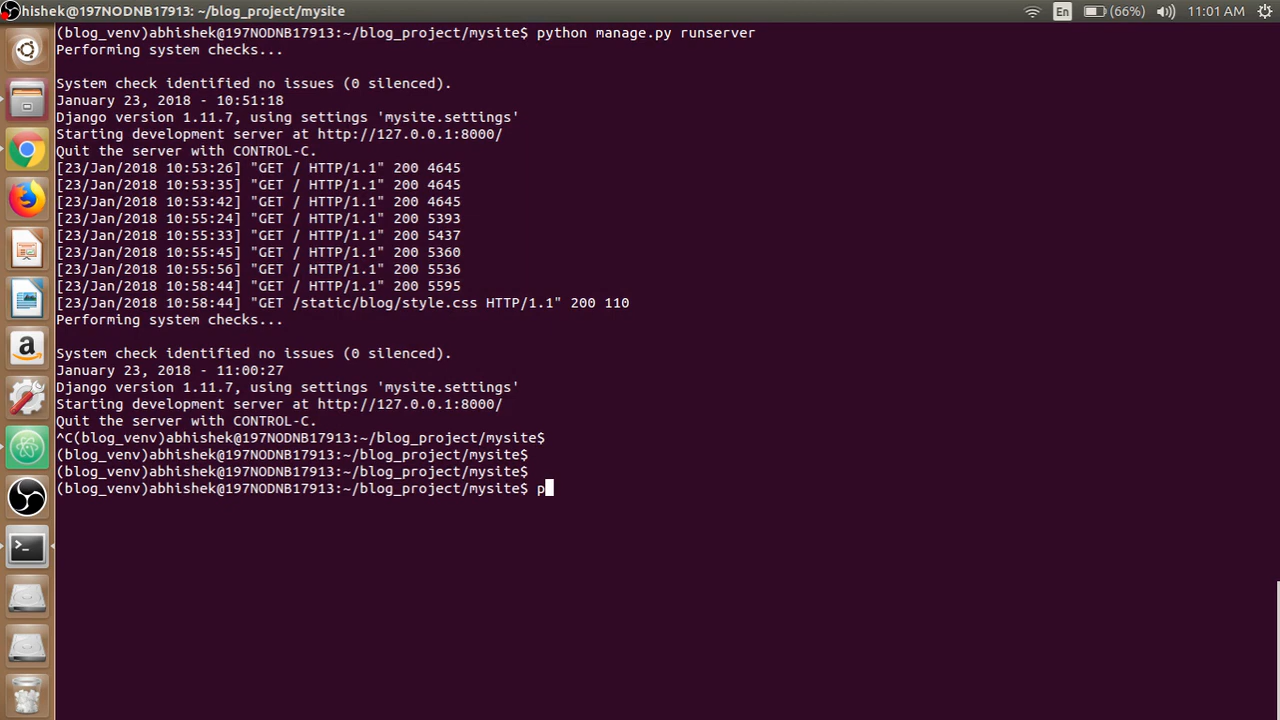 hishek@197NODNB17913: ~/blog_project/mysite En (66%) 11:01 AM
(blog_venv)abhishek@197NODNB17913:~/blog_project/mysite$ python manage.py runserver
Performing system checks...
System check identified no issues (0 silenced).
January 23, 2018 - 10:51:18
Django version 1.11.7, using settings 'mysite.settings'
Starting development server at http://127.0.0.1:8000/
Quit the server with CONTROL-C.
[23/Jan/2018 10:53:26] "GET / HTTP/1.1" 200 4645
[23/Jan/2018 10:53:35] "GET / HTTP/1.1" 200 4645
[23/Jan/2018 10:53:42] "GET / HTTP/1.1" 200 4645
[23/Jan/2018 10:55:24] "GET / HTTP/1.1" 200 5393
[23/Jan/2018 10:55:33] "GET / HTTP/1.1" 200 5437
[23/Jan/2018 10:55:45] "GET / HTTP/1.1" 200 5360
[23/Jan/2018 10:55:56] "GET / HTTP/1.1" 200 5536
[23/Jan/2018 10:58:44] "GET / HTTP/1.1" 200 5595
[23/Jan/2018 10:58:44] "GET /static/blog/style.css HTTP/1.1" 200 110
Performing system checks...
System check identified no issues (0 silenced).
January 23, 2018 - 11:00:27
Django version 1.11.7, using settings 'mysite.settings'
Starting development server at http://127.0.0.1:8000/
Quit the server with CONTROL-C.
^C(blog_venv)abhishek@197NODNB17913:~/blog_project/mysite$
(blog_venv)abhishek@197NODNB17913:~/blog_project/mysite$
(blog_venv)abhishek@197NODNB17913:~/blog_project/mysite$
(blog_venv)abhishek@197NODNB17913:~/blog_project/mysite$ p